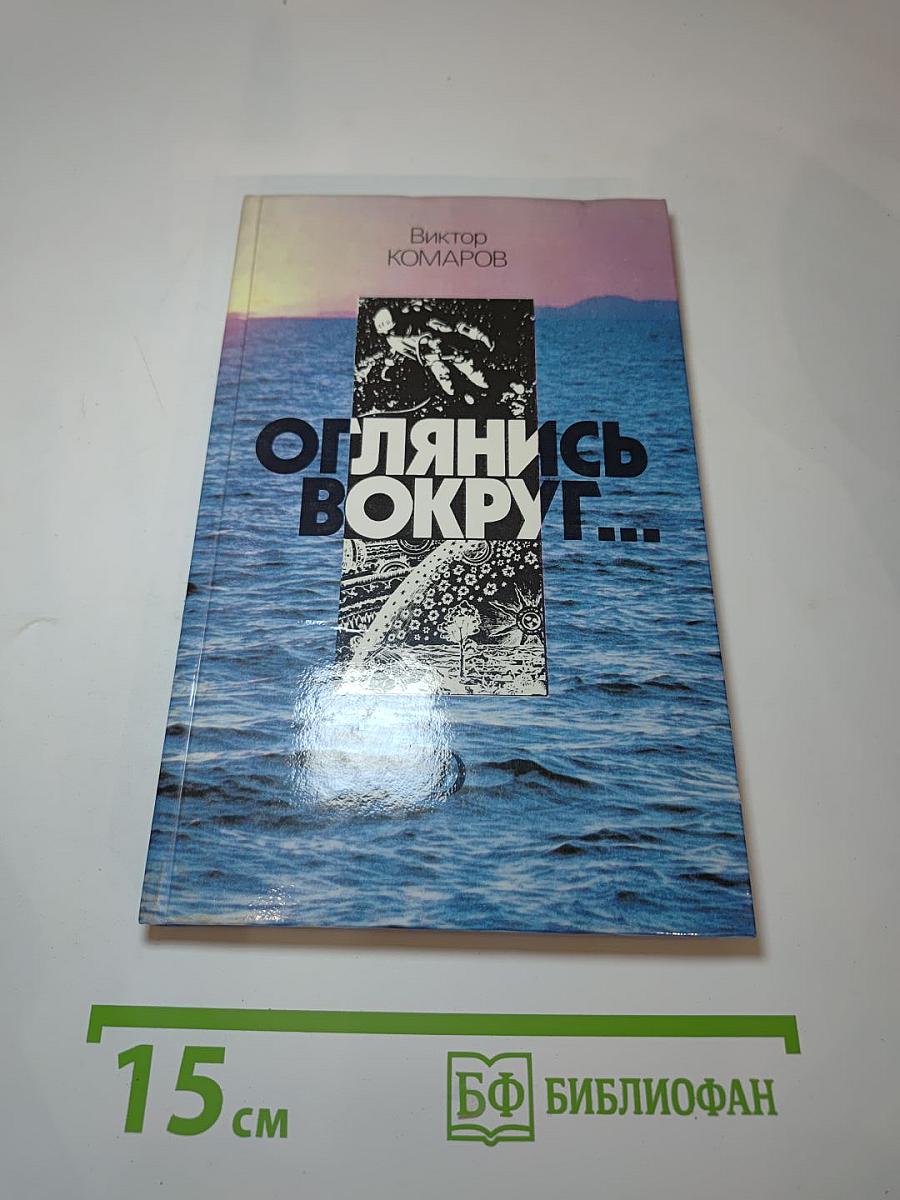 Виктор
КОМАРОВ
ОГЛЯНИСЬ
ВОКРУГ...
15 см
БФ БИБЛИОФАН